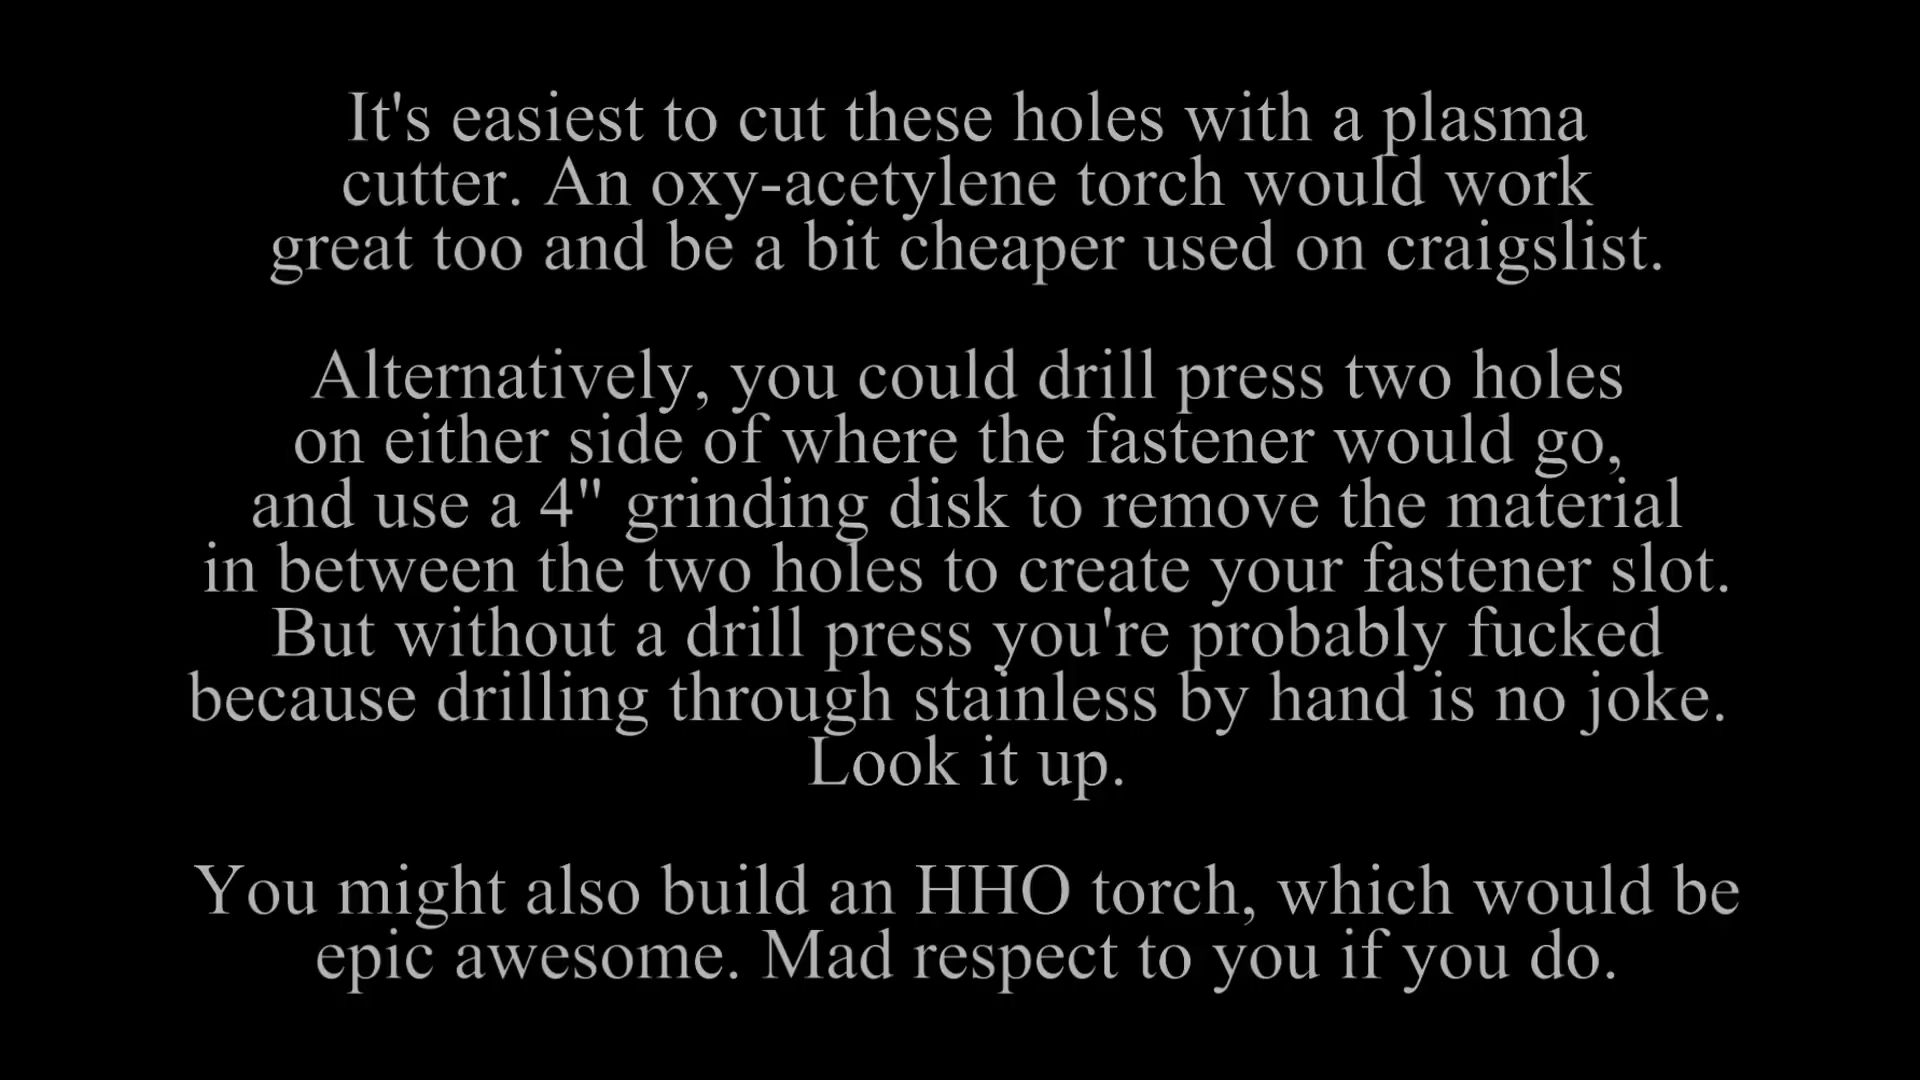 It's easiest to cut these holes with a plasma
cutter. An oxy-acetylene torch would work
great too and be a bit cheaper used on craigslist.
Alternatively, you could drill press two holes
on either side of where the fastener would go,
and use a 4" grinding disk to remove the material
in between the two holes to create your fastener slot.
But without a drill press you're probably fucked
because drilling through stainless by hand is no joke.
Look it up.
You might also build an HHO torch, which would be
epic awesome. Mad respect to you if you do.